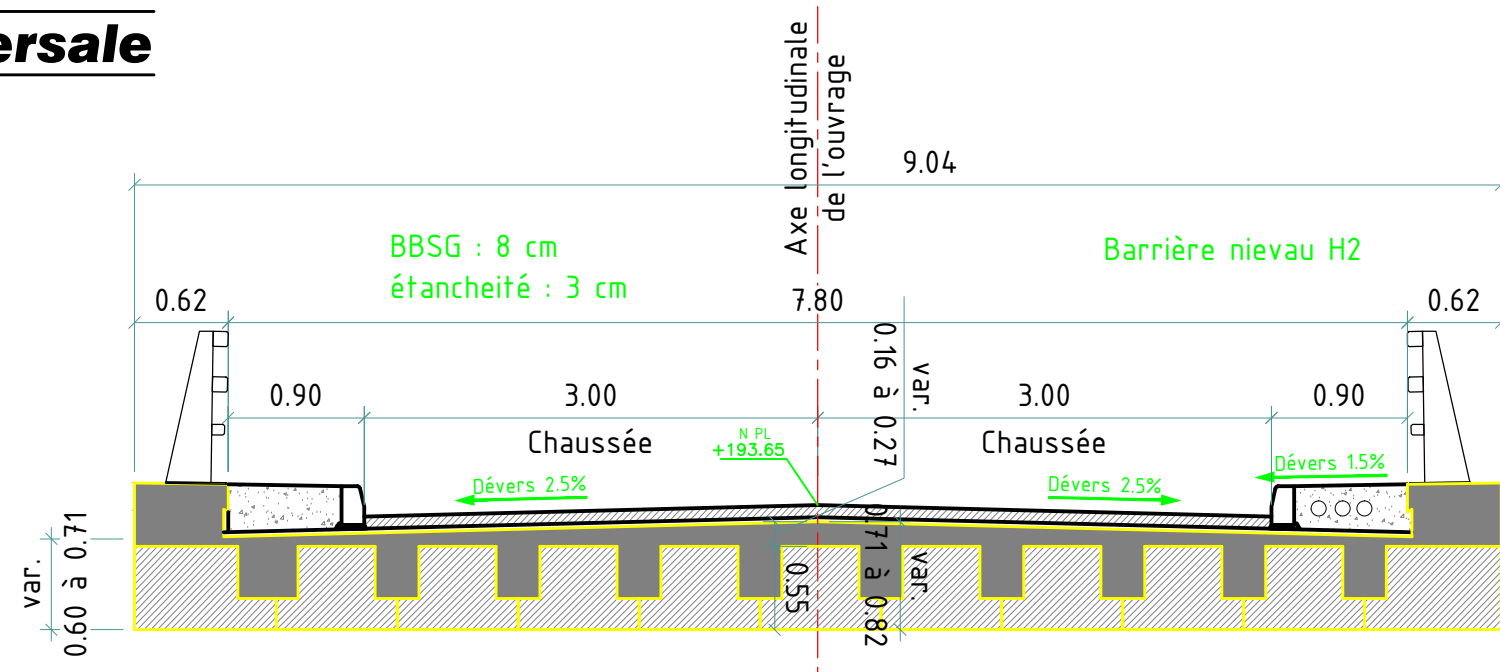 ersale
Axe longitudinale
de l'ouvrage
9.04
BBSG : 8 cm
étancheité : 3 cm
Barrière nievau H2
0.62
7.80
0.62
var.
0.16 à 0.27
0.90
3.00
3.00
0.90
Chaussée
N PL
+193.65
Chaussée
Dévers 2.5%
Dévers 2.5%
Dévers 1.5%
var.
0.60 à 0.71
0.55
var.
0.71 à 0.82